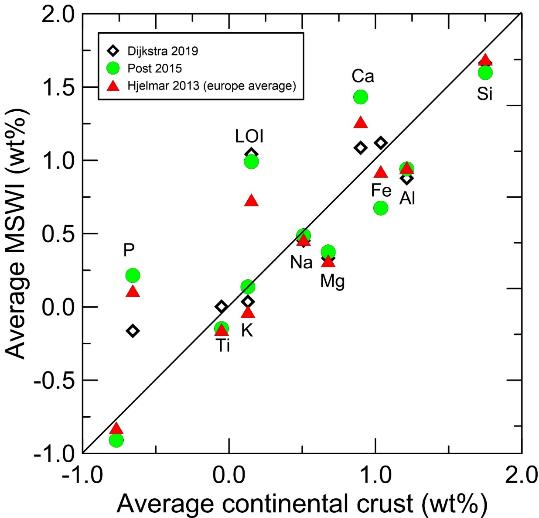 2.0
1.5
1.0
0.5
0.0
-0.5
-1.0
Average MSWI (wt%)
Dijkstra 2019
Post 2015
Hjelmar 2013 (europe average)
Ca
Si
LOI
Fe
Al
P
Na
Mg
Ti
K
-1.0 0.0 1.0 2.0
Average continental crust (wt%)